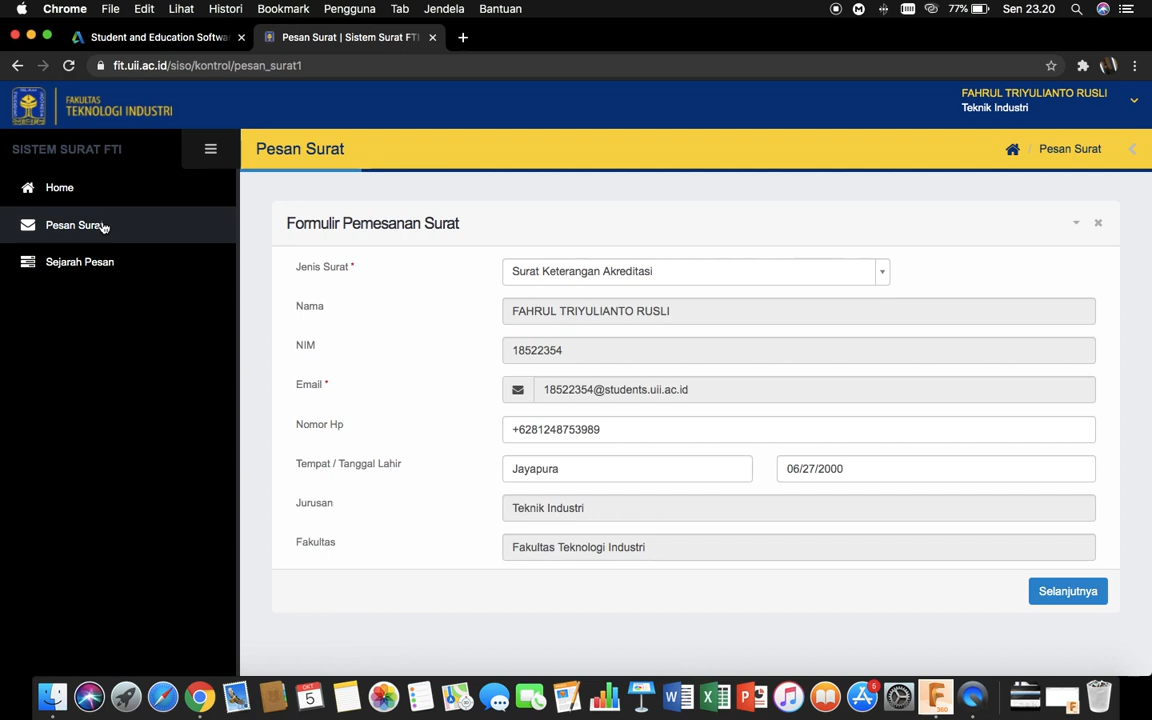 Chrome File Edit Lihat Histori Bookmark Pengguna Tab Jendela Bantuan 77% Sen 23.20
Student and Education Softwa Pesan Surat | Sistem Surat FTI
fit.uii.ac.id/siso/kontrol/pesan_surat1
FAKULTAS
TEKNOLOGI INDUSTRI
FAHRUL TRIYULIANTO RUSLI
Teknik Industri
SISTEM SURAT FTI
Home
Pesan Surat
Sejarah Pesan
Pesan Surat
/ Pesan Surat
Formulir Pemesanan Surat
Jenis Surat * Surat Keterangan Akreditasi
Nama FAHRUL TRIYULIANTO RUSLI
NIM 18522354
Email * 18522354@students.uii.ac.id
Nomor Hp +6281248753989
Tempat / Tanggal Lahir Jayapura 06/27/2000
Jurusan Teknik Industri
Fakultas Fakultas Teknologi Industri
Selanjutnya
OKT
5
5
360